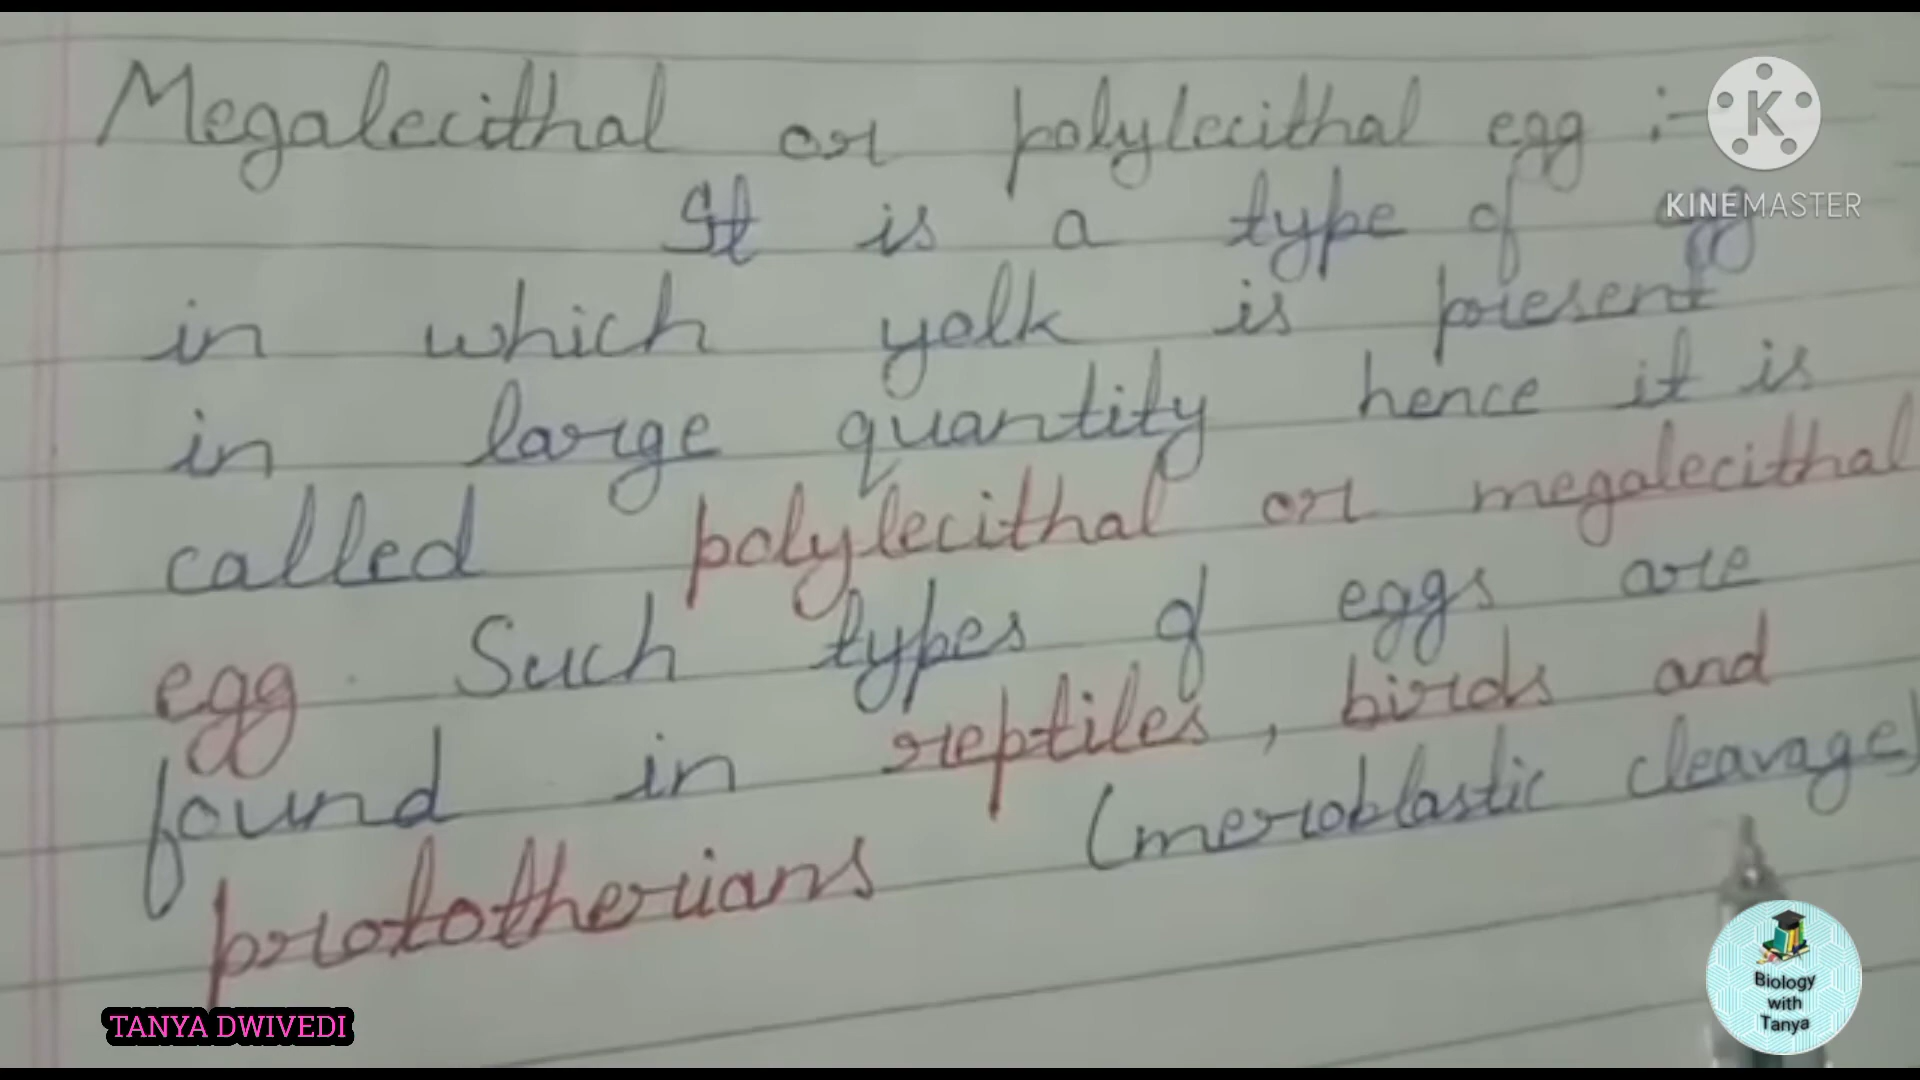 Megalecithal or polylecithal egg :-
It is a type of egg
in which yolk is present
in large quantity hence it is
called polylecithal or megalecithal
egg. Such types of eggs are
found in reptiles, birds and
prototherians (meroblastic cleavage)
K
KINEMASTER
TANYA DWIVEDI
Biology
with
Tanya